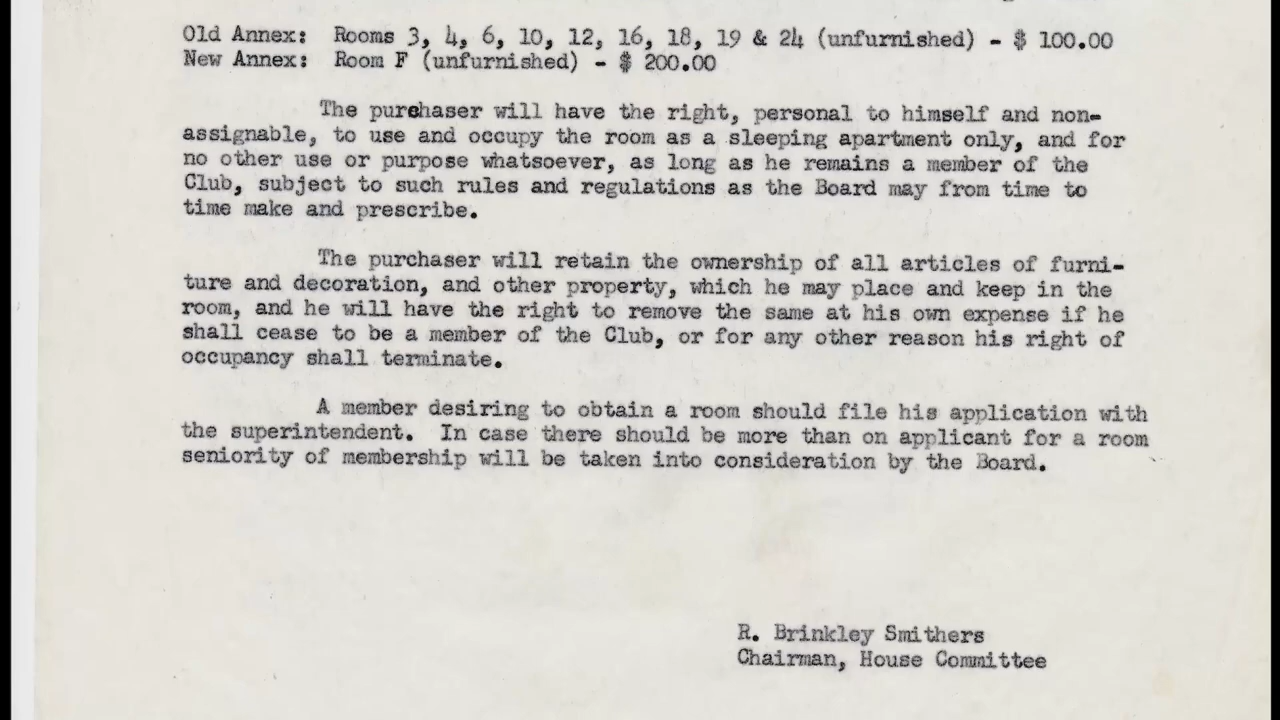 Old Annex: Rooms 3, 4, 6, 10, 12, 16, 18, 19 & 24 (unfurnished) - $ 100.00
New Annex: Room F (unfurnished) - $ 200.00
The purchaser will have the right, personal to himself and non-
assignable, to use and occupy the room as a sleeping apartment only, and for
no other use or purpose whatsoever, as long as he remains a member of the
Club, subject to such rules and regulations as the Board may from time to
time make and prescribe.
The purchaser will retain the ownership of all articles of furni-
ture and decoration, and other property, which he may place and keep in the
room, and he will have the right to remove the same at his own expense if he
shall cease to be a member of the Club, or for any other reason his right of
occupancy shall terminate.
A member desiring to obtain a room should file his application with
the superintendent. In case there should be more than on applicant for a room
seniority of membership will be taken into consideration by the Board.
R. Brinkley Smithers
Chairman, House Committee